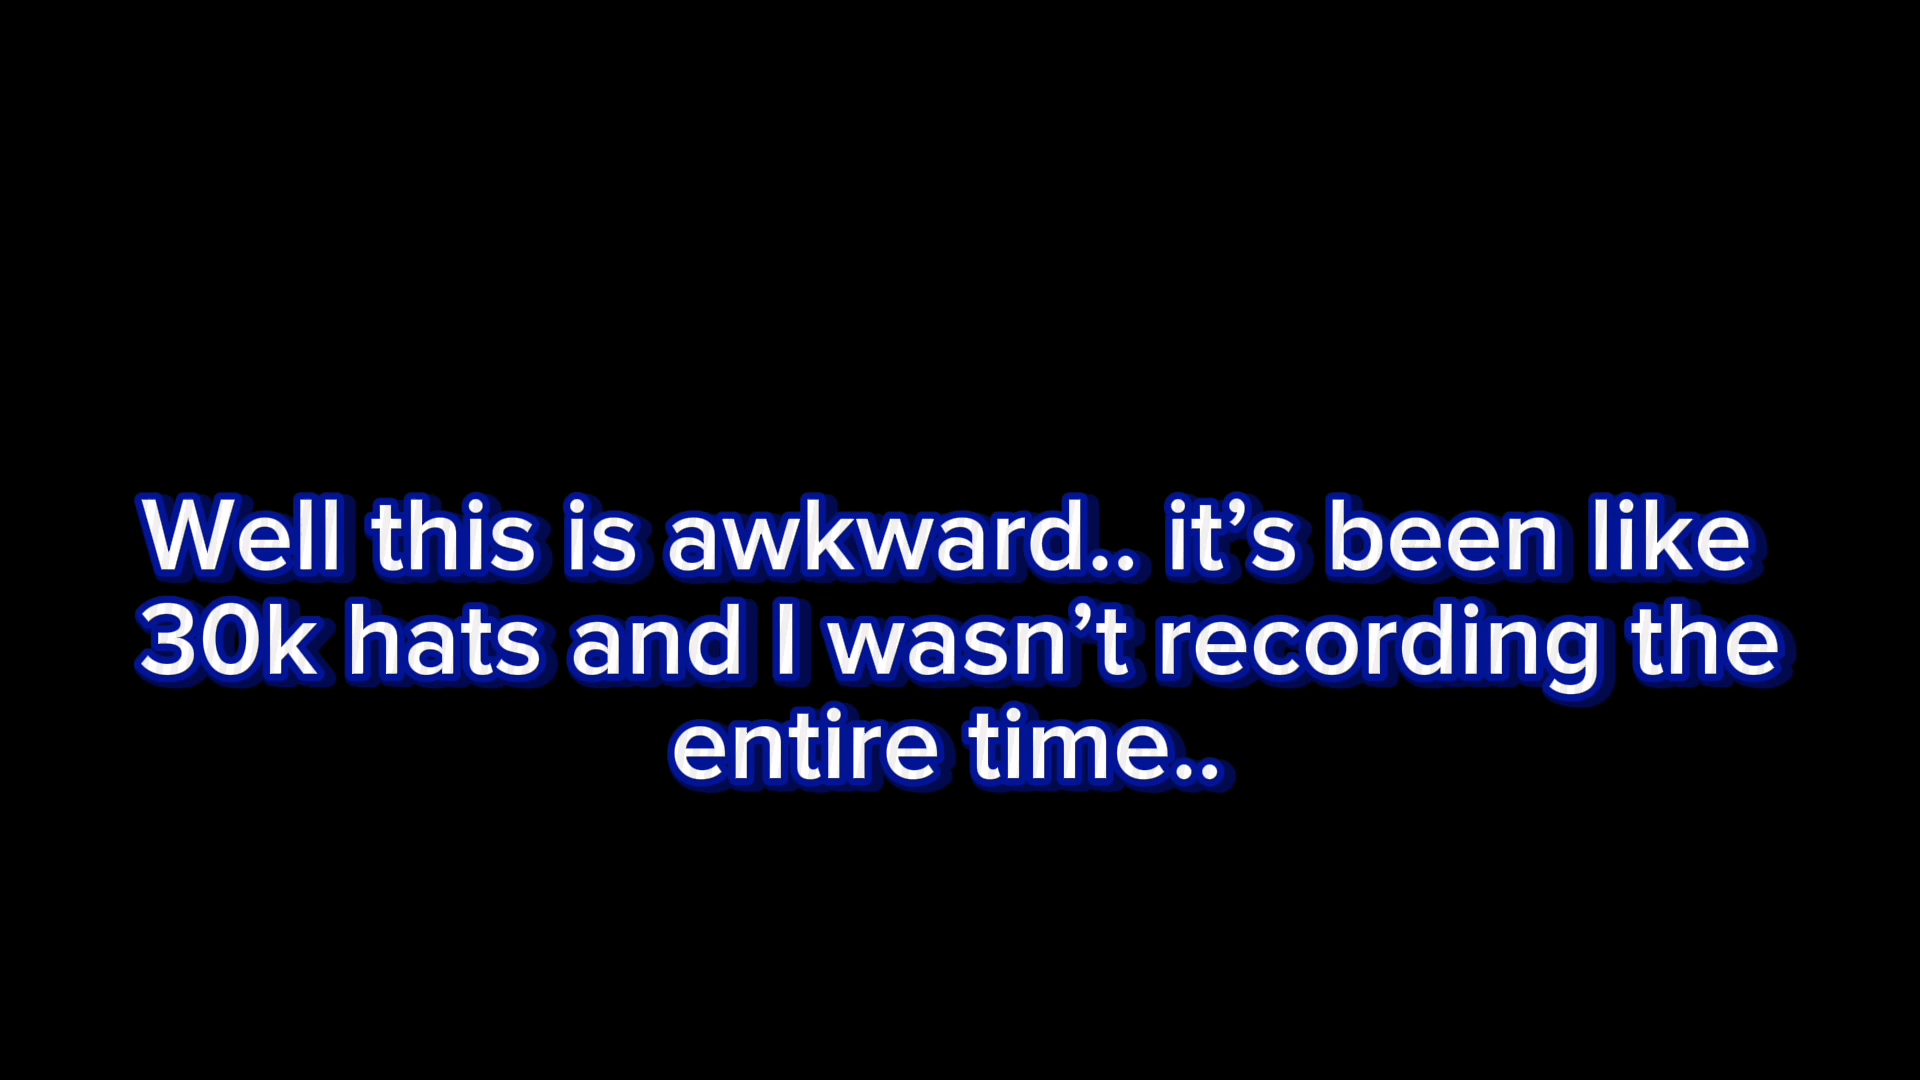 Well this is awkward.. it’s been like
30k hats and I wasn’t recording the
entire time..